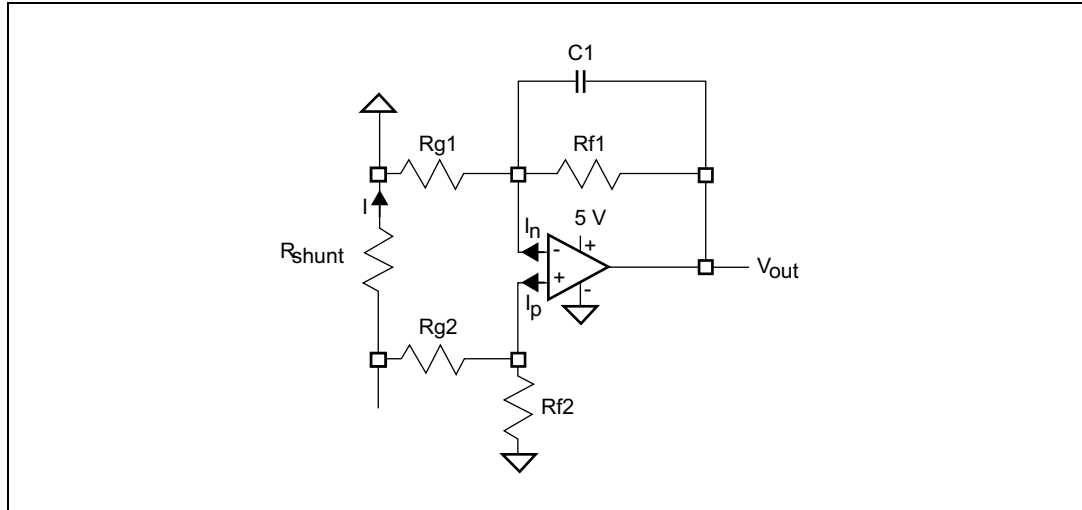 C1
Rg1
Rf1
I
In
5 V
Rshunt
-
+
+
-
Vout
Ip
Rg2
Rf2